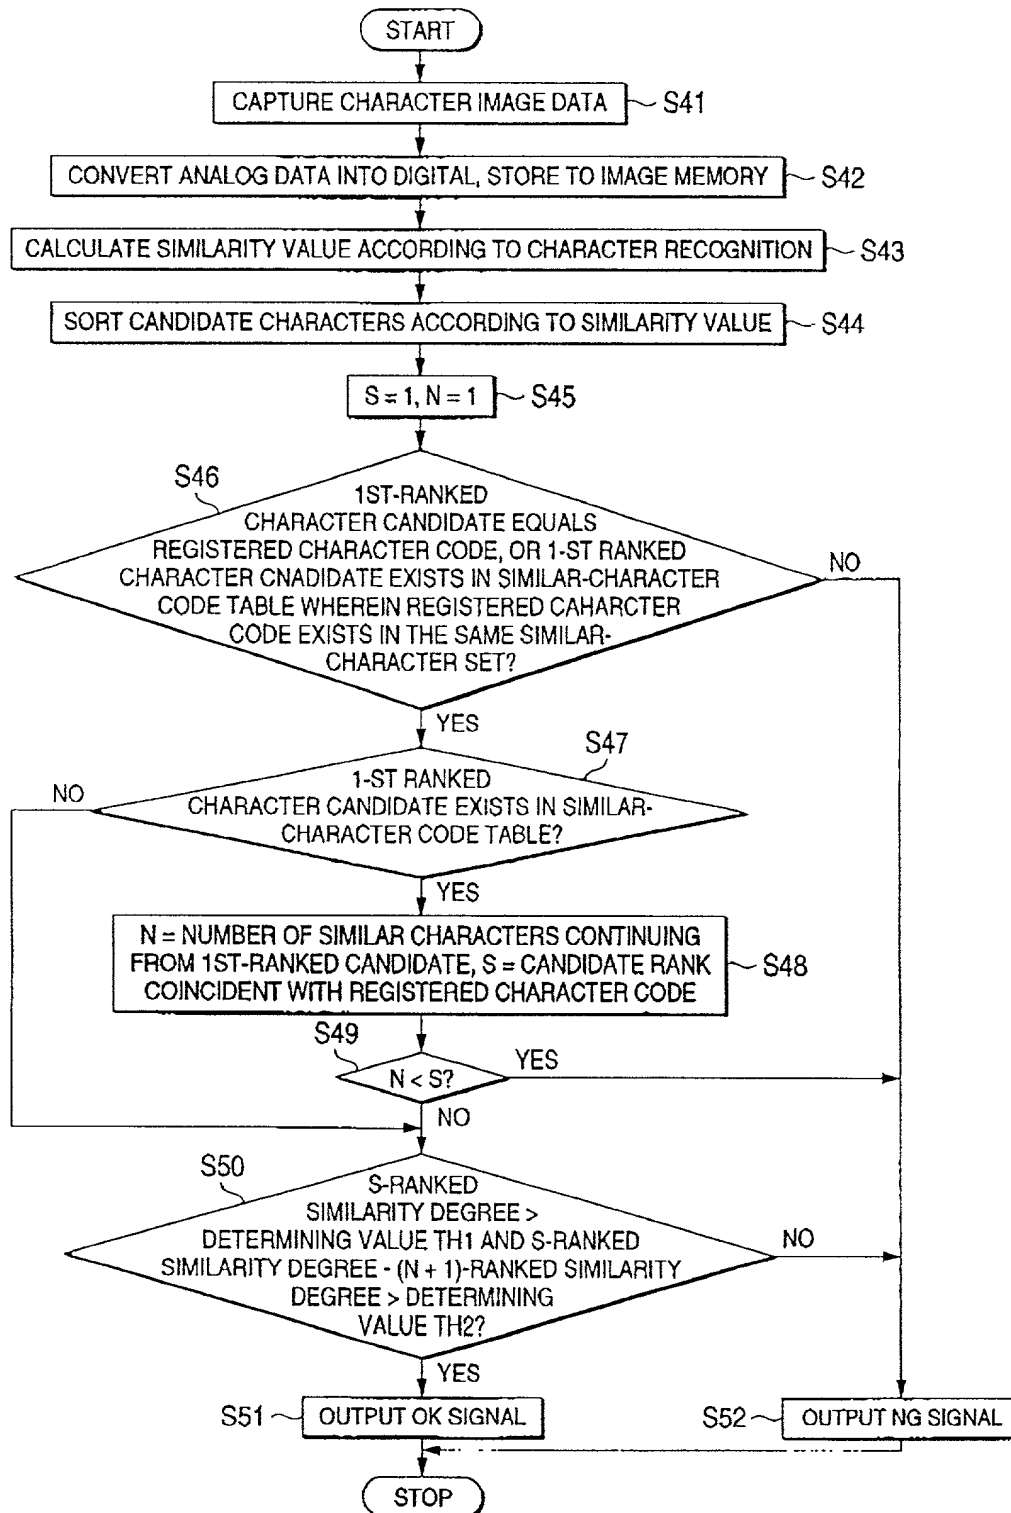 START
CAPTURE CHARACTER IMAGE DATA
S41
CONVERT ANALOG DATA INTO DIGITAL, STORE TO IMAGE MEMORY
S42
CALCULATE SIMILARITY VALUE ACCORDING TO CHARACTER RECOGNITION
S43
SORT CANDIDATE CHARACTERS ACCORDING TO SIMILARITY VALUE
S44
S = 1, N = 1
S45
S46
1ST-RANKED
CHARACTER CANDIDATE EQUALS
REGISTERED CHARACTER CODE, OR 1-ST RANKED
CHARACTER CNADIDATE EXISTS IN SIMILAR-CHARACTER
CODE TABLE WHEREIN REGISTERED CAHARCTER
CODE EXISTS IN THE SAME SIMILAR-
CHARACTER SET?
NO
YES
S47
1-ST RANKED
CHARACTER CANDIDATE EXISTS IN SIMILAR-
CHARACTER CODE TABLE?
NO
YES
N = NUMBER OF SIMILAR CHARACTERS CONTINUING
FROM 1ST-RANKED CANDIDATE, S = CANDIDATE RANK
COINCIDENT WITH REGISTERED CHARACTER CODE
S48
S49
N < S?
YES
NO
S50
S-RANKED
SIMILARITY DEGREE >
DETERMINING VALUE TH1 AND S-RANKED
SIMILARITY DEGREE - (N + 1)-RANKED SIMILARITY
DEGREE > DETERMINING
VALUE TH2?
NO
YES
S51
OUTPUT OK SIGNAL
S52
OUTPUT NG SIGNAL
STOP